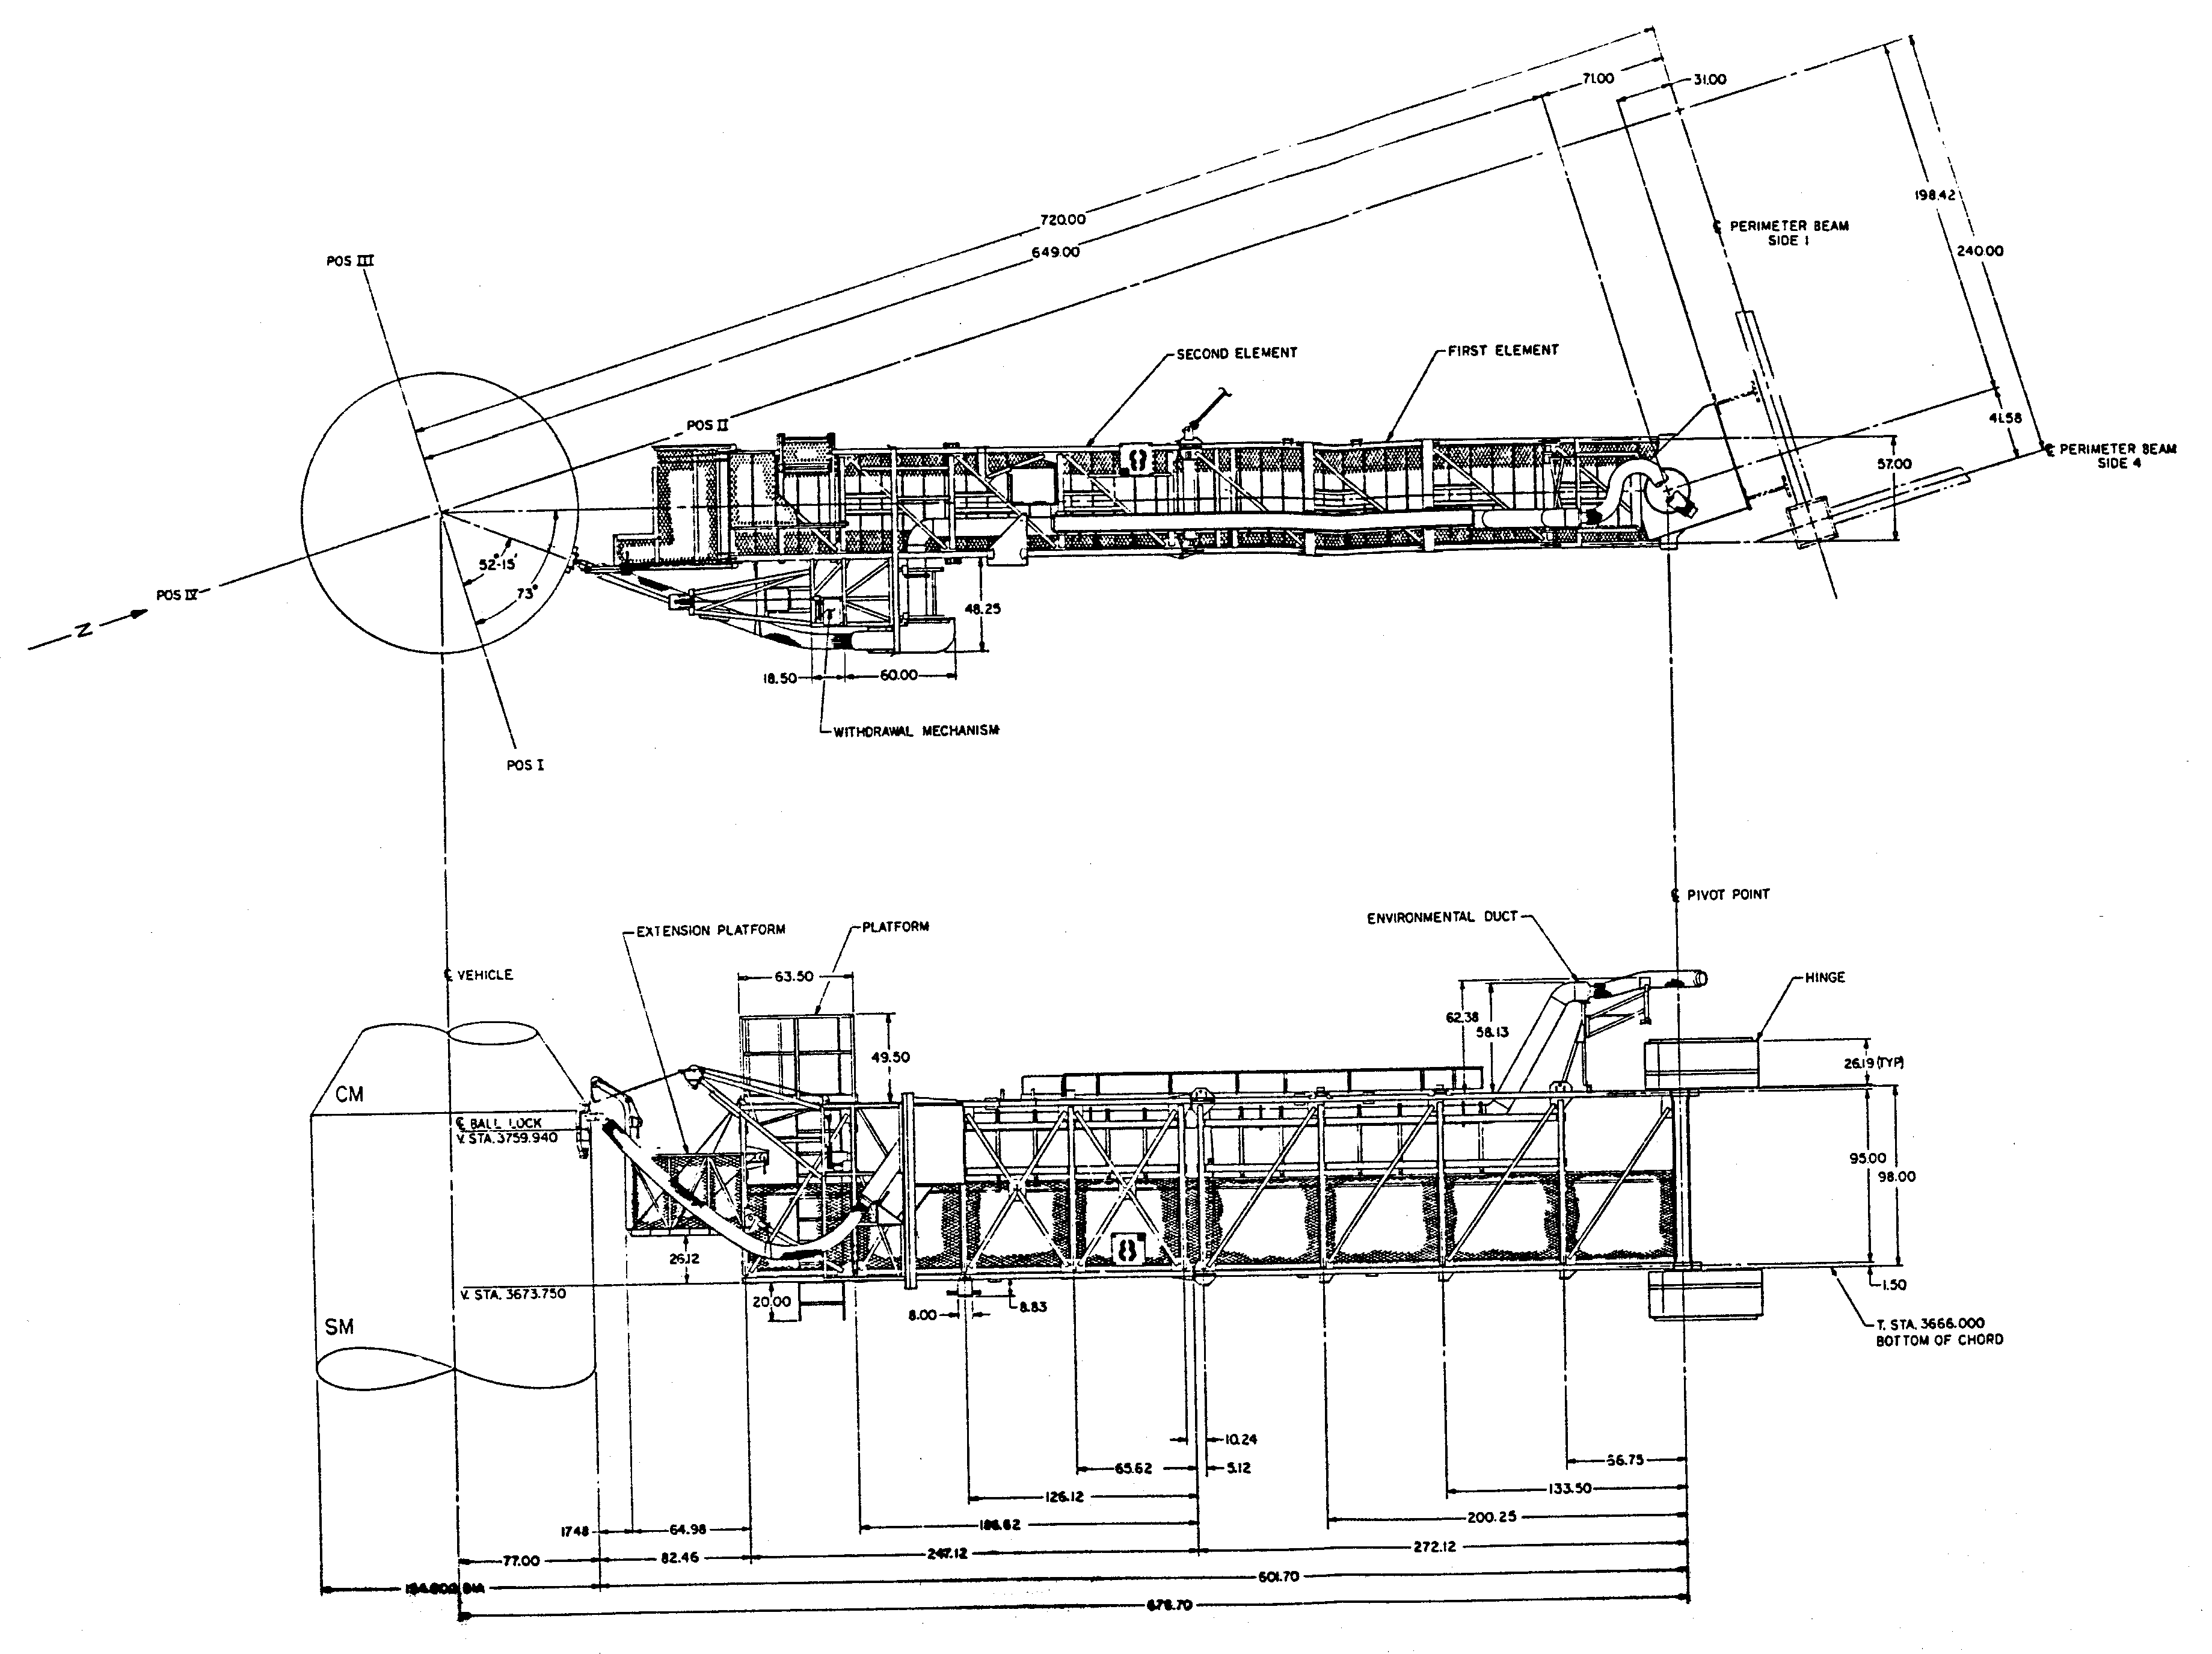 71.00
31.00
720.00
649.00
198.42
240.00
℄ PERIMETER BEAM
SIDE 1
POS III
SECOND ELEMENT
FIRST ELEMENT
POS II
41.58
℄ PERIMETER BEAM
SIDE 4
57.00
8
52°-15'
73°
POS IV
N
48.25
18.50
60.00
WITHDRAWAL MECHANISM
POS I
℄ PIVOT POINT
ENVIRONMENTAL DUCT
EXTENSION PLATFORM
PLATFORM
℄ VEHICLE
63.50
HINGE
62.38
58.13
49.50
26.19 (TYP)
CM
℄ BALL LOCK
V. STA. 3759.940
95.00
98.00
8
26.12
V. STA. 3673.750
20.00
8.00
8.83
1.50
SM
T. STA. 3666.000
BOTTOM OF CHORD
10.24
65.62
5.12
66.75
126.12
133.50
17.48
64.98
186.62
200.25
77.00
82.46
247.12
272.12
601.70
678.70